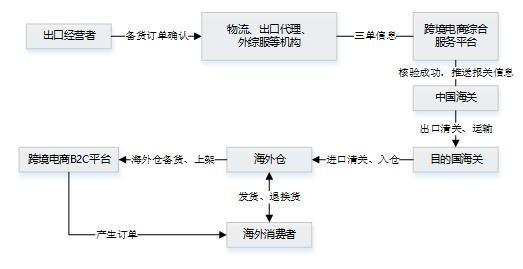 出口经营者
备货订单确认
物流、出口代理、
外综服等机构
三单信息
跨境电商综合
服务平台
核验成功，推送报关信息
中国海关
出口清关、运输
跨境电商B2C平台
海外仓备货、上架
海外仓
进口清关、入仓
目的国海关
发货、退换货
产生订单
海外消费者